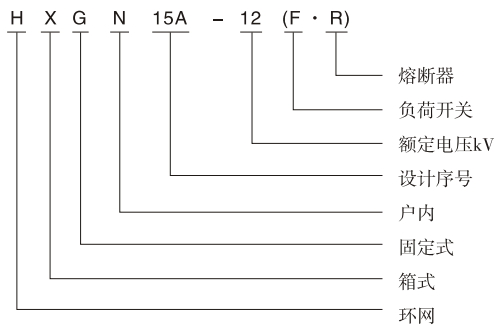 H X G N 15A – 12 (F · R)
熔断器
负荷开关
额定电压kV
设计序号
户内
固定式
箱式
环网